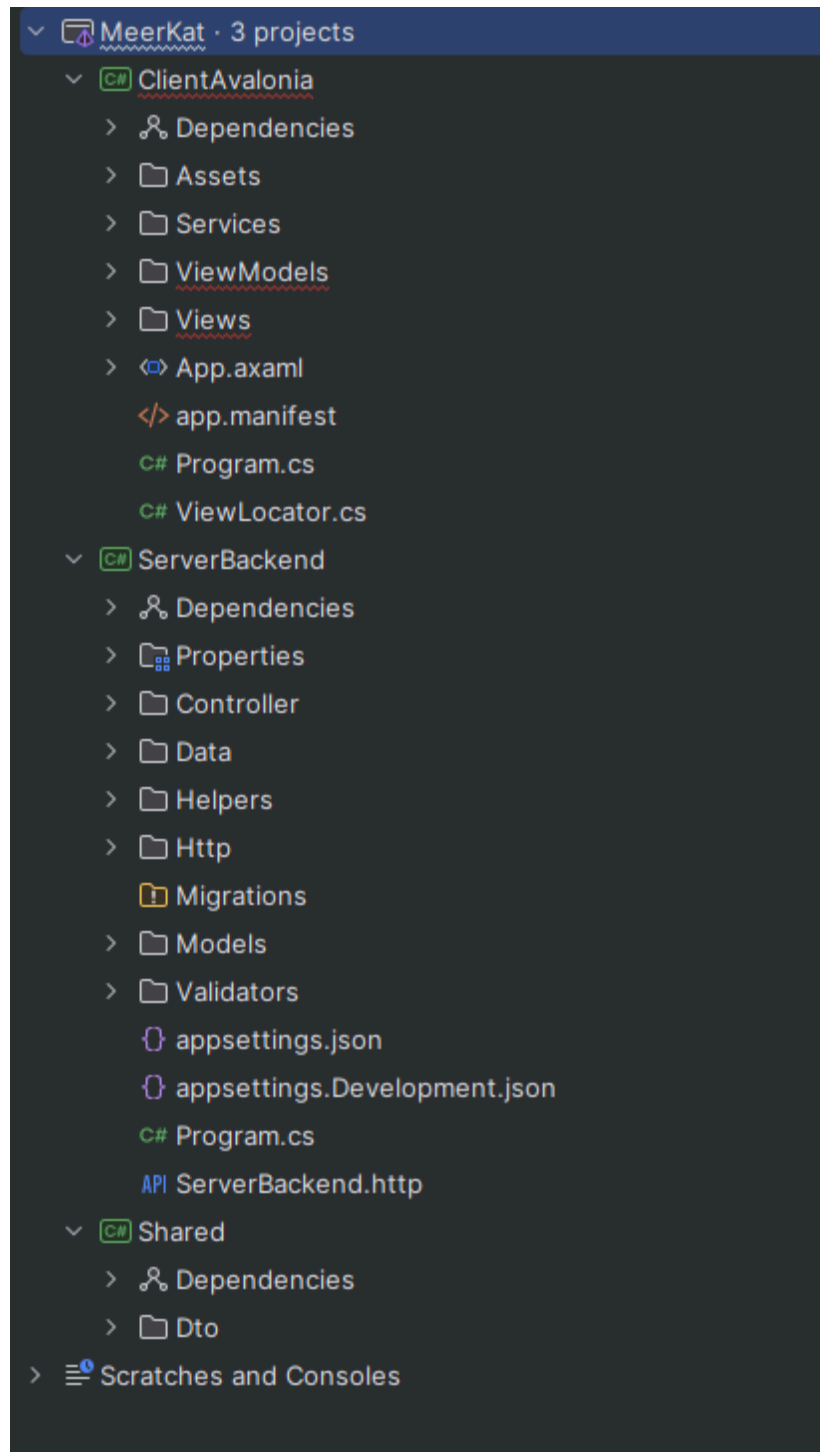 MeerKat · 3 projects
C# ClientAvalonia
Dependencies
Assets
Services
ViewModels
Views
App.axaml
app.manifest
C# Program.cs
C# ViewLocator.cs
C# ServerBackend
Dependencies
Properties
Controller
Data
Helpers
Http
Migrations
Models
Validators
{} appsettings.json
{} appsettings.Development.json
C# Program.cs
API ServerBackend.http
C# Shared
Dependencies
Dto
Scratches and Consoles